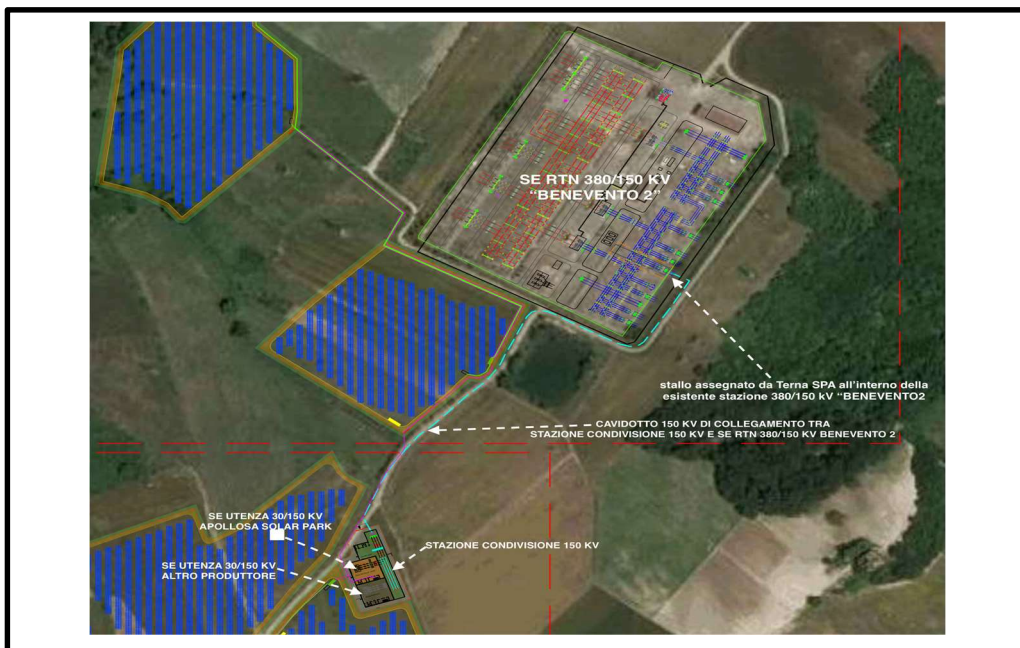 SE RTN 380/150 KV
"BENEVENTO 2"
stallo assegnato da Terna SPA all'interno della
esistente stazione 380/150 kV "BENEVENTO2
CAVIDOTTO 150 KV DI COLLEGAMENTO TRA
STAZIONE CONDIVISIONE 150 KV E SE RTN 380/150 KV BENEVENTO 2
SE UTENZA 30/150 KV
APOLLOSA SOLAR PARK
STAZIONE CONDIVISIONE 150 KV
SE UTENZA 30/150 KV
ALTRO PRODUTTORE